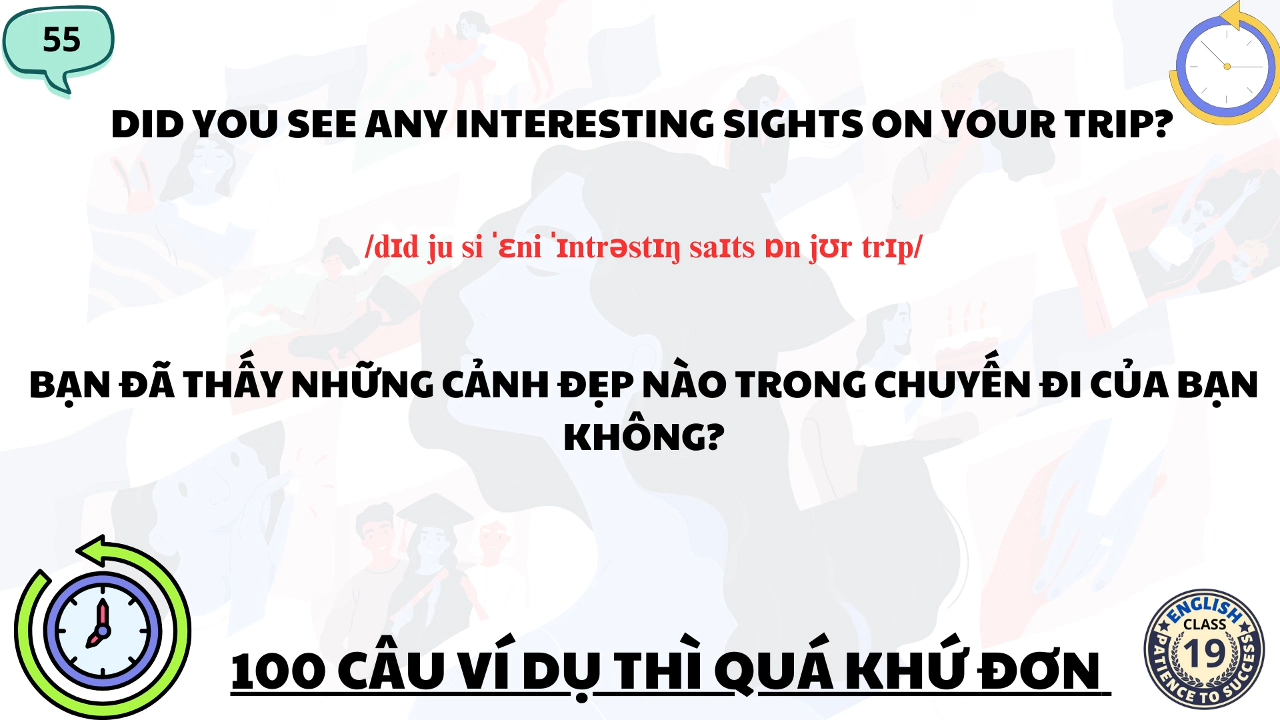 55
DID YOU SEE ANY INTERESTING SIGHTS ON YOUR TRIP?
/dɪd ju si ˈɛni ˈɪntrəstɪŋ saɪts ɒn jʊr trɪp/
BẠN ĐÃ THẤY NHỮNG CẢNH ĐẸP NÀO TRONG CHUYẾN ĐI CỦA BẠN
KHÔNG?
100 CÂU VÍ DỤ THÌ QUÁ KHỨ ĐƠN
ENGLISH
CLASS
19
PATIENCE TO SUCCESS